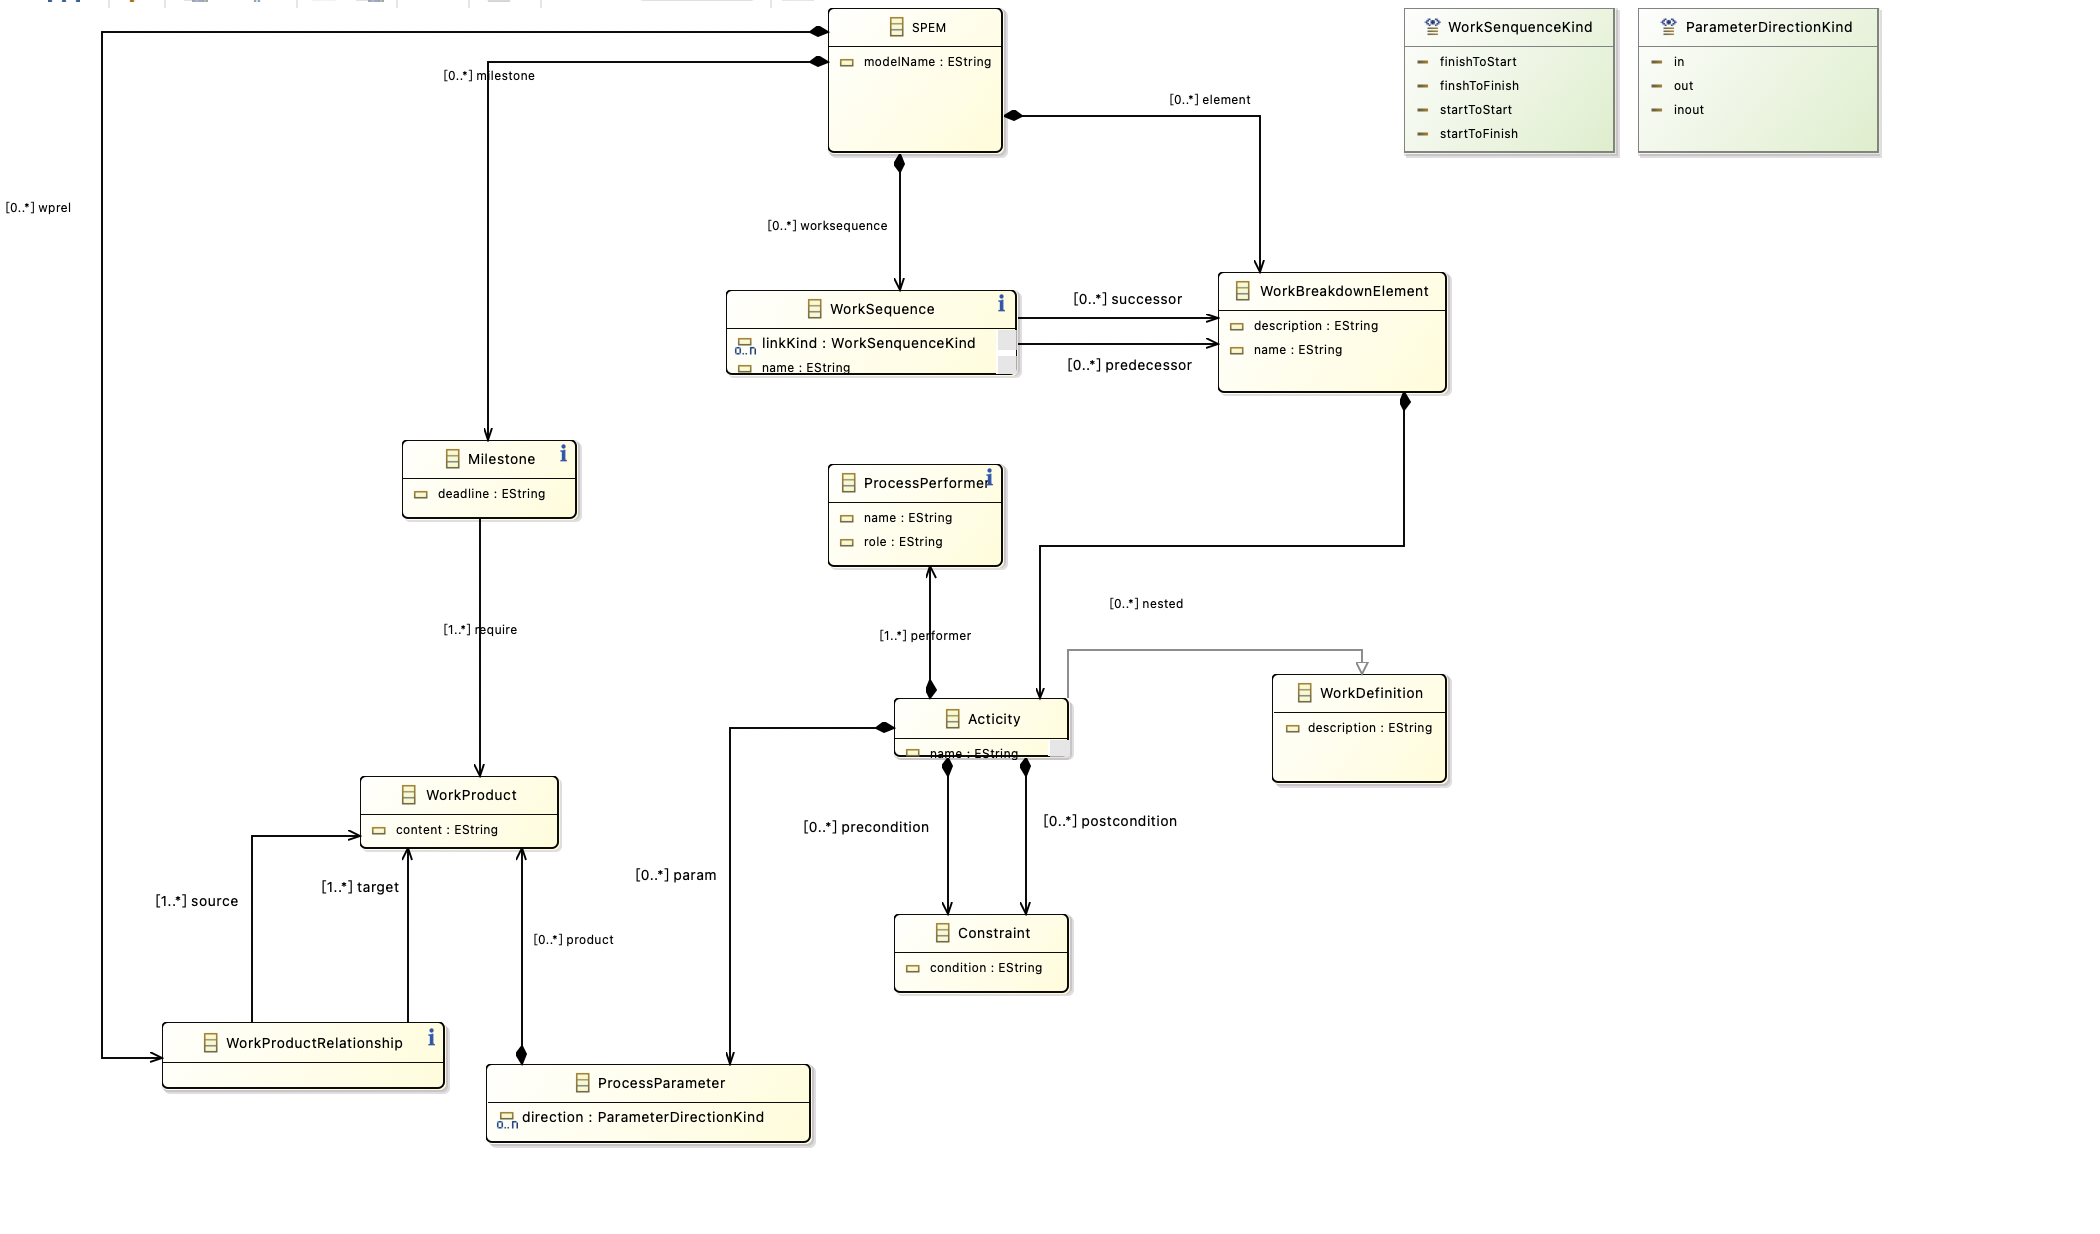 SPEM
modelName : EString
WorkSenquenceKind
finishToStart
finshToFinish
startToStart
startToFinish
ParameterDirectionKind
in
out
inout
[0..*] milestone
[0..*] element
[0..*] wprel
[0..*] worksequence
WorkSequence
0..n
linkKind : WorkSenquenceKind
name : EString
[0..*] successor
[0..*] predecessor
WorkBreakdownElement
description : EString
name : EString
Milestone
deadline : EString
ProcessPerformer
name : EString
role : EString
[0..*] nested
[1..*] require
[1..*] performer
Acticity
name : EString
WorkDefinition
description : EString
WorkProduct
content : EString
[0..*] precondition
[0..*] postcondition
[1..*] source
[1..*] target
[0..*] param
[0..*] product
Constraint
condition : EString
WorkProductRelationship
ProcessParameter
0..n
direction : ParameterDirectionKind